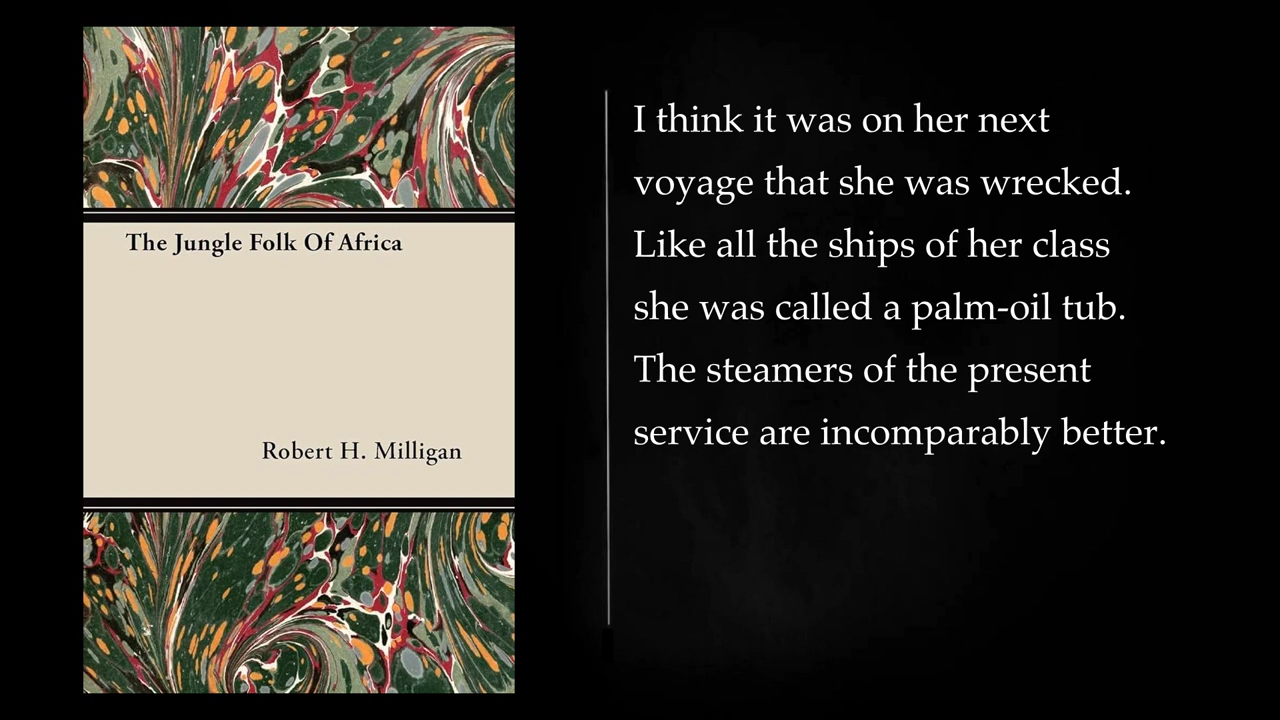 The Jungle Folk Of Africa
Robert H. Milligan
I think it was on her next
voyage that she was wrecked.
Like all the ships of her class
she was called a palm-oil tub.
The steamers of the present
service are incomparably better.